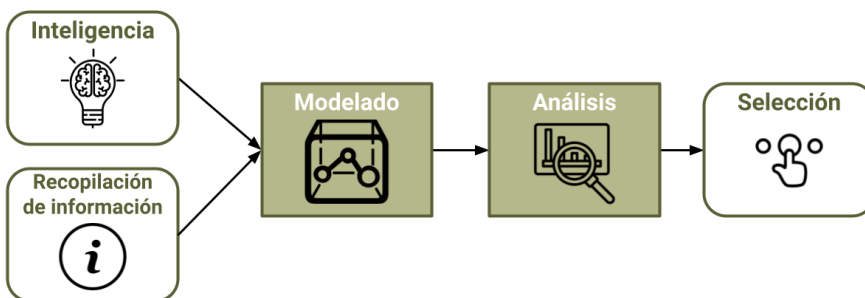 Inteligencia
Recopilación
de información
i
Modelado
Análisis
Selección